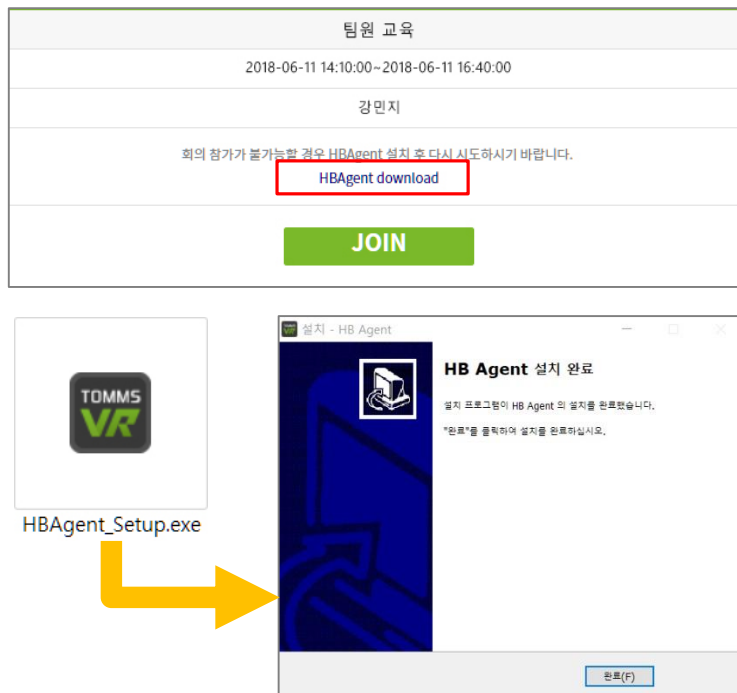 팀원 교육
2018-06-11 14:10:00~2018-06-11 16:40:00
강민지
회의 참가가 불가능할 경우 HBAgent 설치 후 다시 시도하시기 바랍니다.
HBAgent download
JOIN
TOMMS
VR
HBAgent_Setup.exe
TOMMS
VR
설치 - HB Agent
HB Agent 설치 완료
설치 프로그램이 HB Agent 의 설치를 완료했습니다.
"완료"를 클릭하여 설치를 완료하십시오.
완료(F)